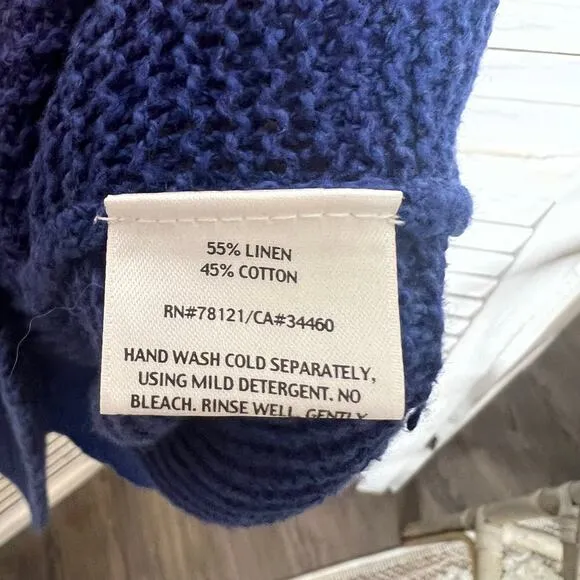 55% LINEN
45% COTTON
RN#78121/CA#34460
HAND WASH COLD SEPARATELY,
USING MILD DETERGENT. NO
BLEACH. RINSE WELL. GENTLY